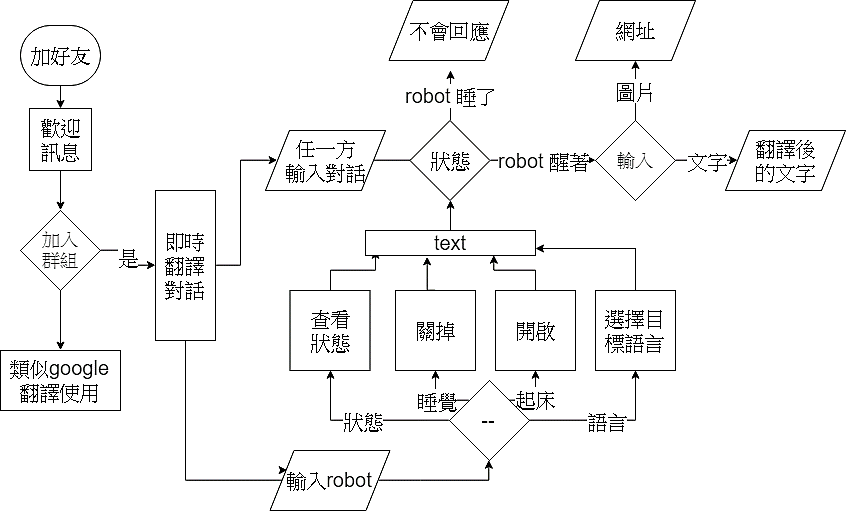 加好友
歡迎
訊息
加入
群組
是
類似google
翻譯使用
即時
翻譯
對話
任一方
輸入對話
不會回應
robot 睡了
狀態
robot 醒著
網址
圖片
輸入
文字
翻譯後
的文字
text
查看
狀態
關掉
開啟
選擇目
標語言
狀態
睡覺
起床
語言
--
輸入robot